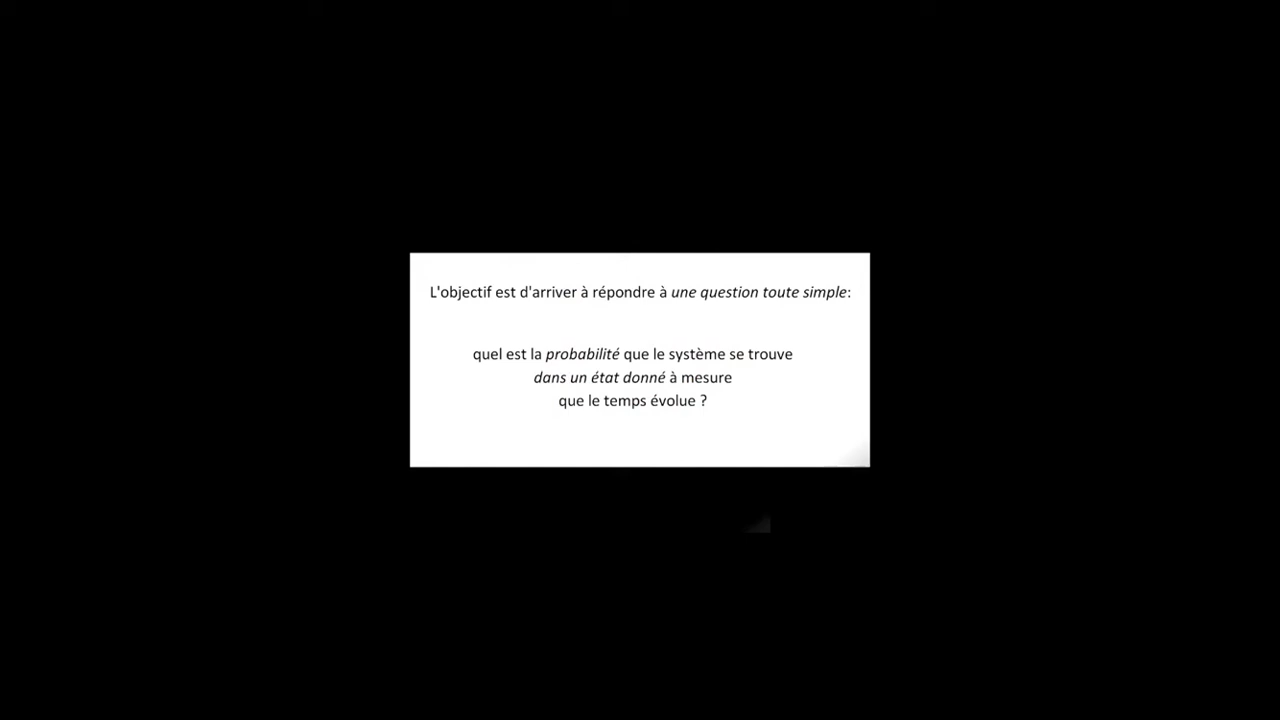 L'objectif est d'arriver à répondre à une question toute simple:
quel est la probabilité que le système se trouve
dans un état donné à mesure
que le temps évolue ?